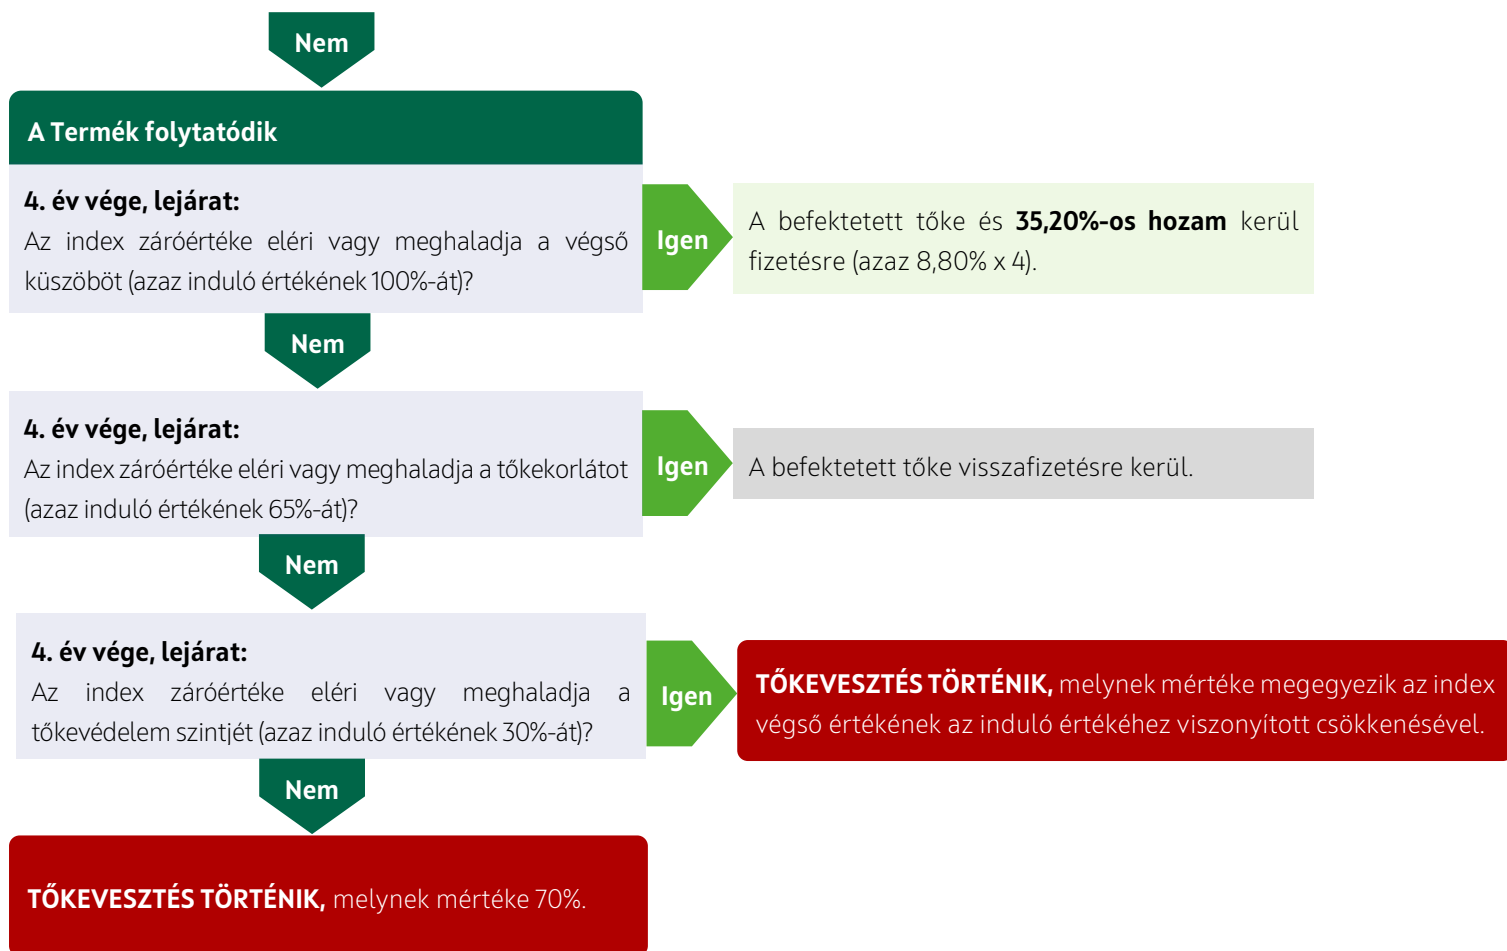 Nem
A Termék folytatódik
4. év vége, lejárat:
Az index záróértéke eléri vagy meghaladja a végső
küszöböt (azaz induló értékének 100%-át)?
Igen
A befektetett tőke és 35,20%-os hozam kerül
fizetésre (azaz 8,80% x 4).
Nem
4. év vége, lejárat:
Az index záróértéke eléri vagy meghaladja a tőkekorlátot
(azaz induló értékének 65%-át)?
Igen
A befektetett tőke visszafizetésre kerül.
Nem
4. év vége, lejárat:
Az index záróértéke eléri vagy meghaladja a
tőkevédelem szintjét (azaz induló értékének 30%-át)?
Igen
TŐKEVESZTÉS TÖRTÉNIK, melynek mértéke megegyezik az index
végső értékének az induló értékéhez viszonyított csökkenésével.
Nem
TŐKEVESZTÉS TÖRTÉNIK, melynek mértéke 70%.